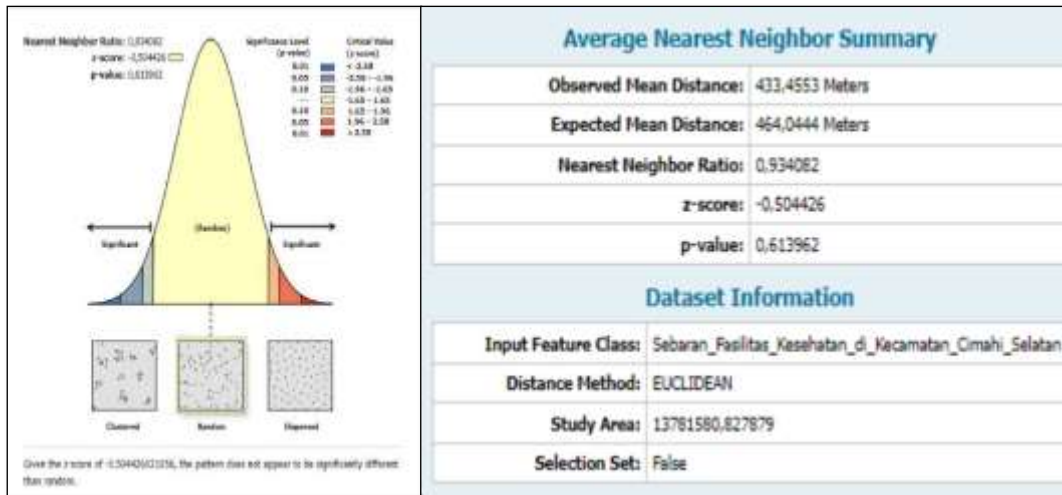 Nearest Neighbor Ratio: 0,934082
z-score: -0,504426
p-value: 0,613962
Significance Level (p-value)
Critical Value (z-score)
0.01 < -2.58
0.05 -2.58 - -1.96
0.10 -1.96 - -1.65
--- -1.65 - 1.65
0.10 1.65 - 1.96
0.05 1.96 - 2.58
0.01 > 2.58
Significant
(Random)
Significant
Clustered
Random
Dispersed
Given the z-score of the pattern does not appear to be significantly different
than random.
Average Nearest Neighbor Summary
Observed Mean Distance: 433,4553 Meters
Expected Mean Distance: 464,0444 Meters
Nearest Neighbor Ratio: 0,934082
z-score: -0,504426
p-value: 0,613962
Dataset Information
Input Feature Class: Sebaran_Fasilitas_Kesehatan_di_Kecamatan_Cimahi_Selatan
Distance Method: EUCLIDEAN
Study Area: 13781580,827879
Selection Set: False